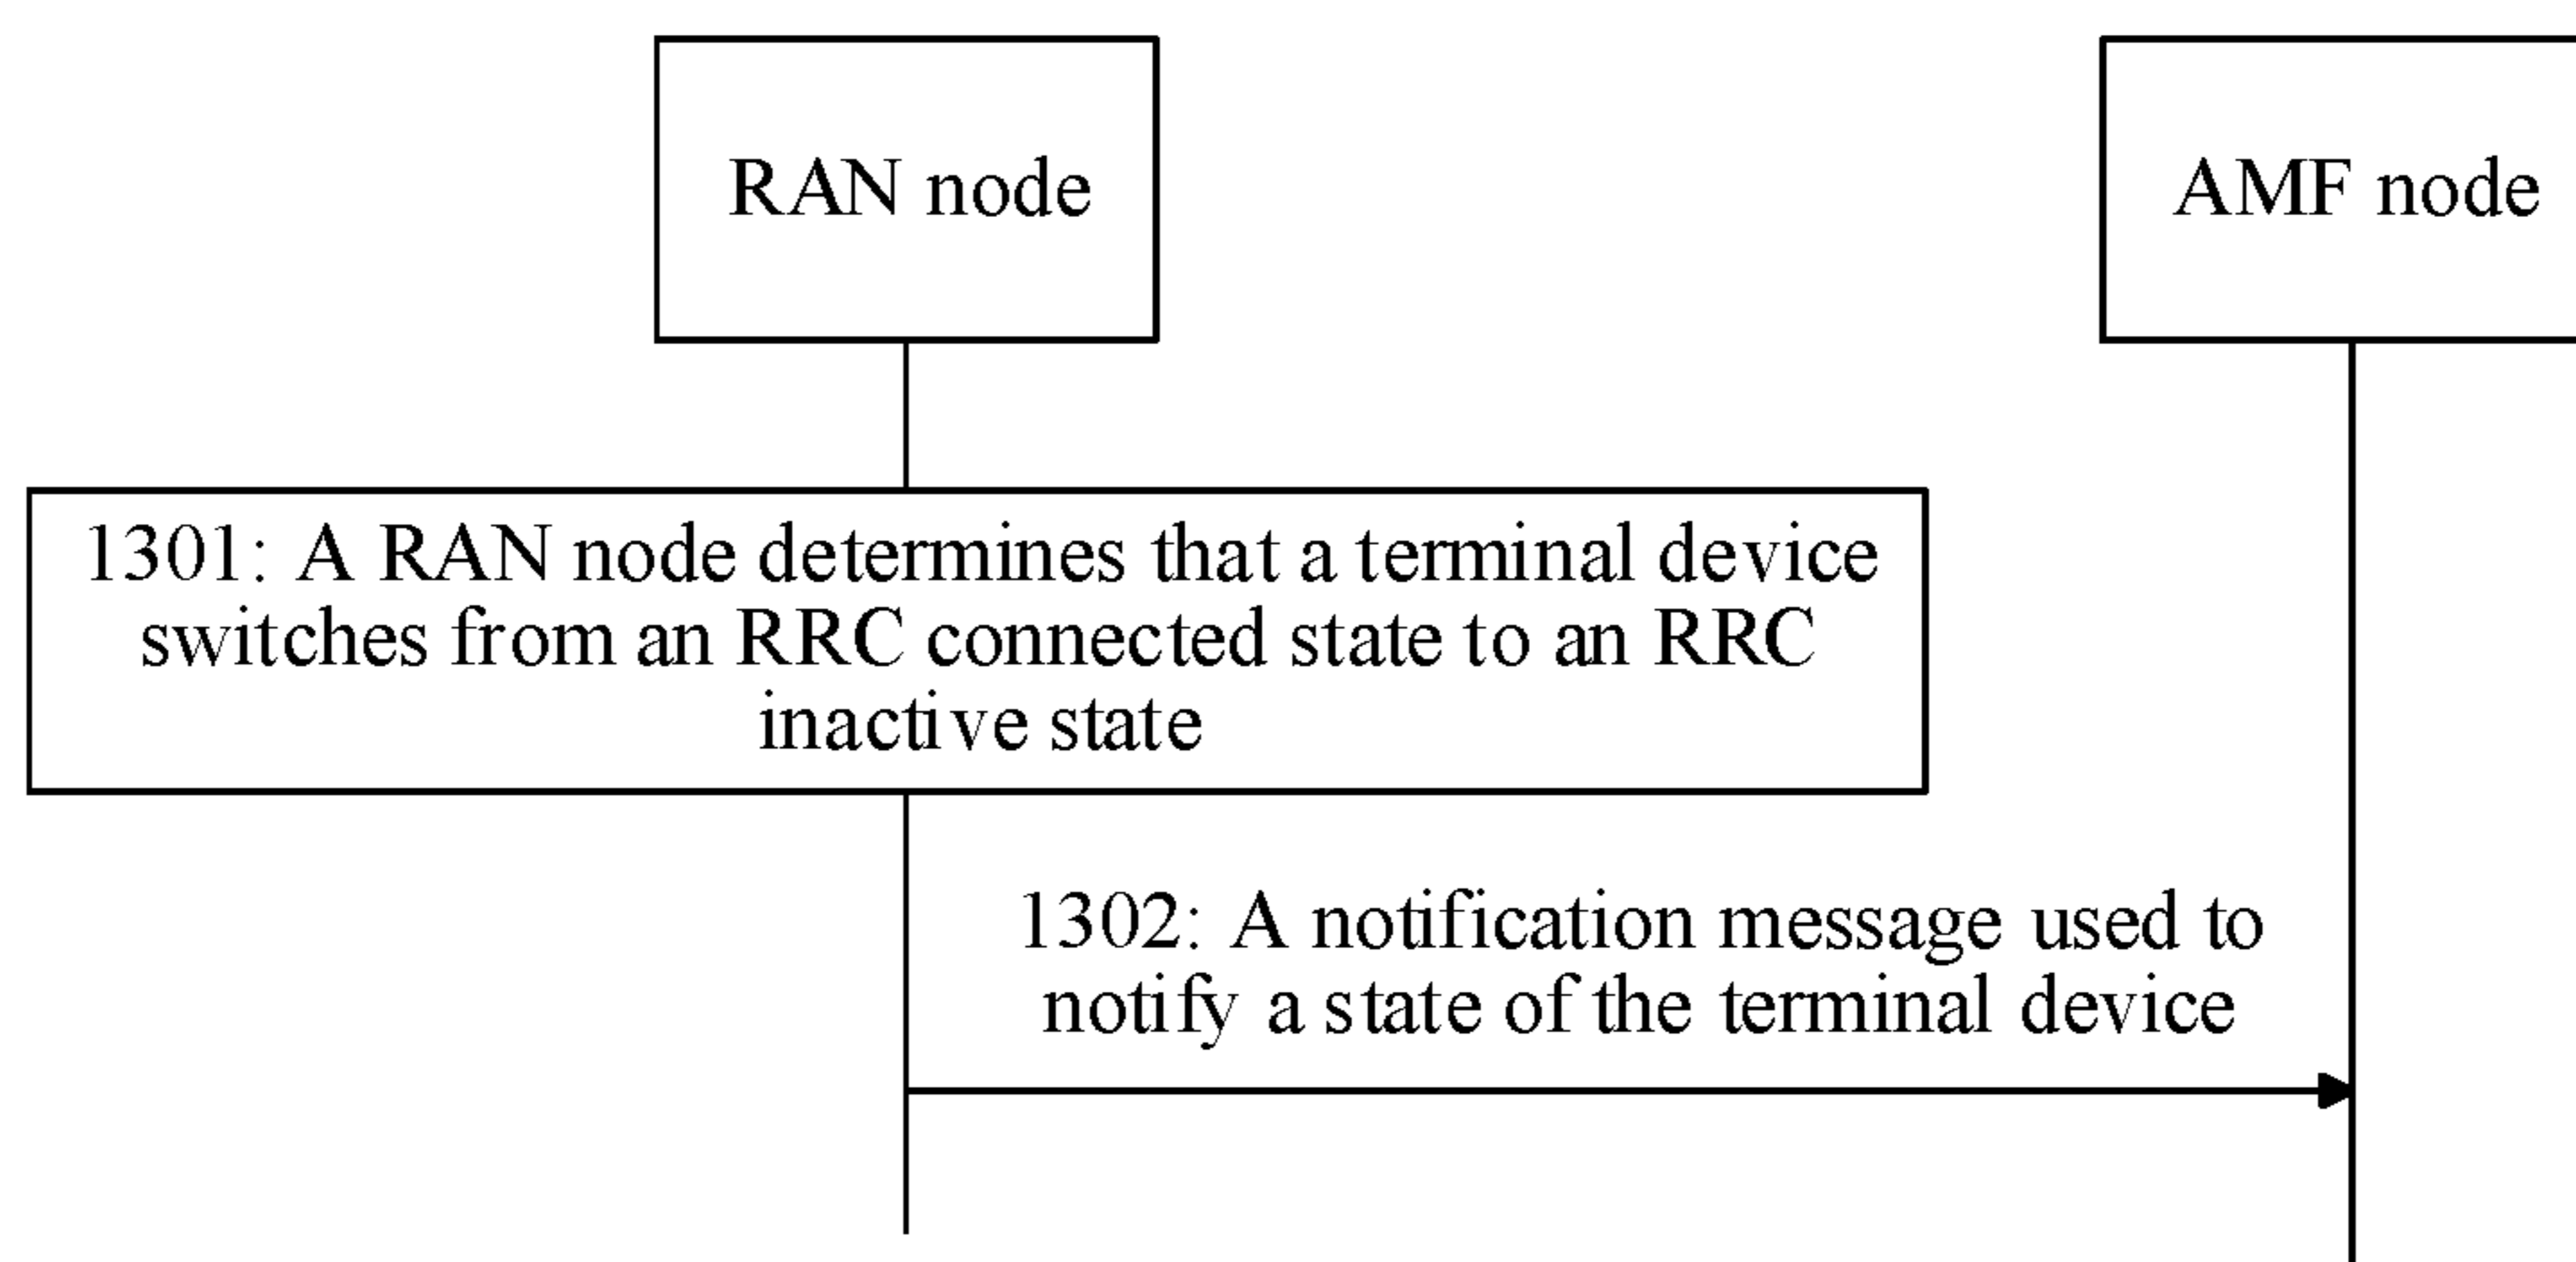 RAN node
AMF node
1301: A RAN node determines that a terminal device
switches from an RRC connected state to an RRC
inactive state
1302: A notification message used to
notify a state of the terminal device